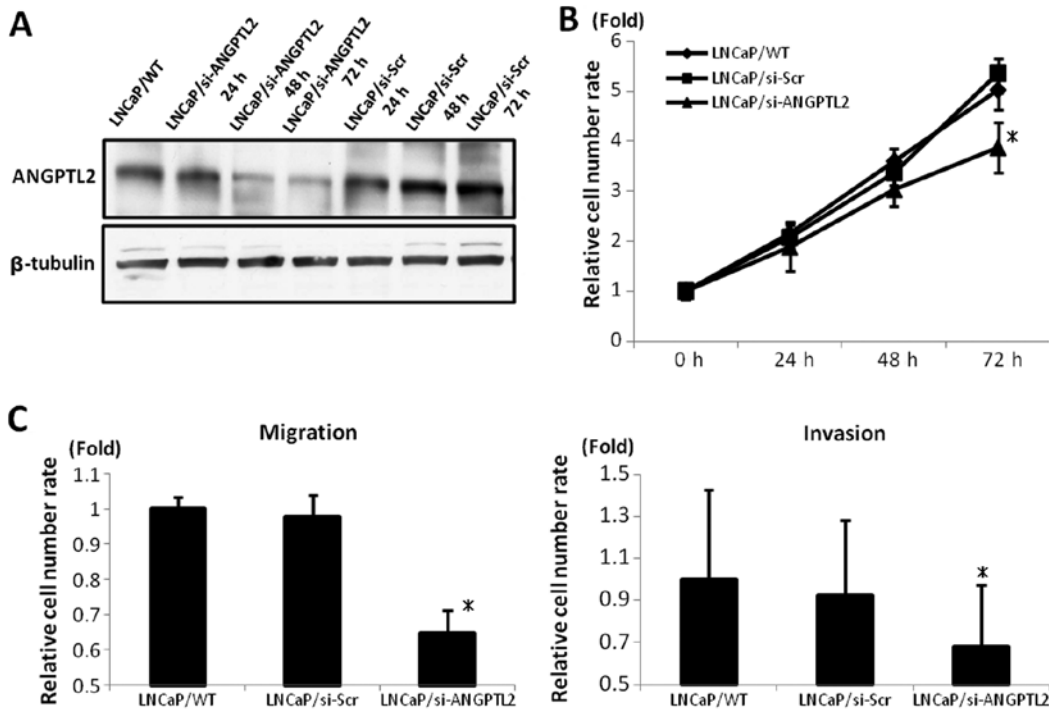 A
LNCaP/WT
LNCaP/si-ANGPTL2
24 h
LNCaP/si-ANGPTL2
48 h
LNCaP/si-ANGPTL2
72 h
LNCaP/si-Scr
24 h
LNCaP/si-Scr
48 h
LNCaP/si-Scr
72 h
ANGPTL2
β-tubulin
B
(Fold)
Relative cell number rate
6
5
4
3
2
1
0
LNCaP/WT
LNCaP/si-Scr
LNCaP/si-ANGPTL2
*
0 h
24 h
48 h
72 h
C
Migration
(Fold)
Relative cell number rate
1.1
1
0.9
0.8
0.7
0.6
0.5
*
LNCaP/WT
LNCaP/si-Scr
LNCaP/si-ANGPTL2
Invasion
(Fold)
Relative cell number rate
1.5
1.3
1.1
0.9
0.7
0.5
*
LNCaP/WT
LNCaP/si-Scr
LNCaP/si-ANGPTL2